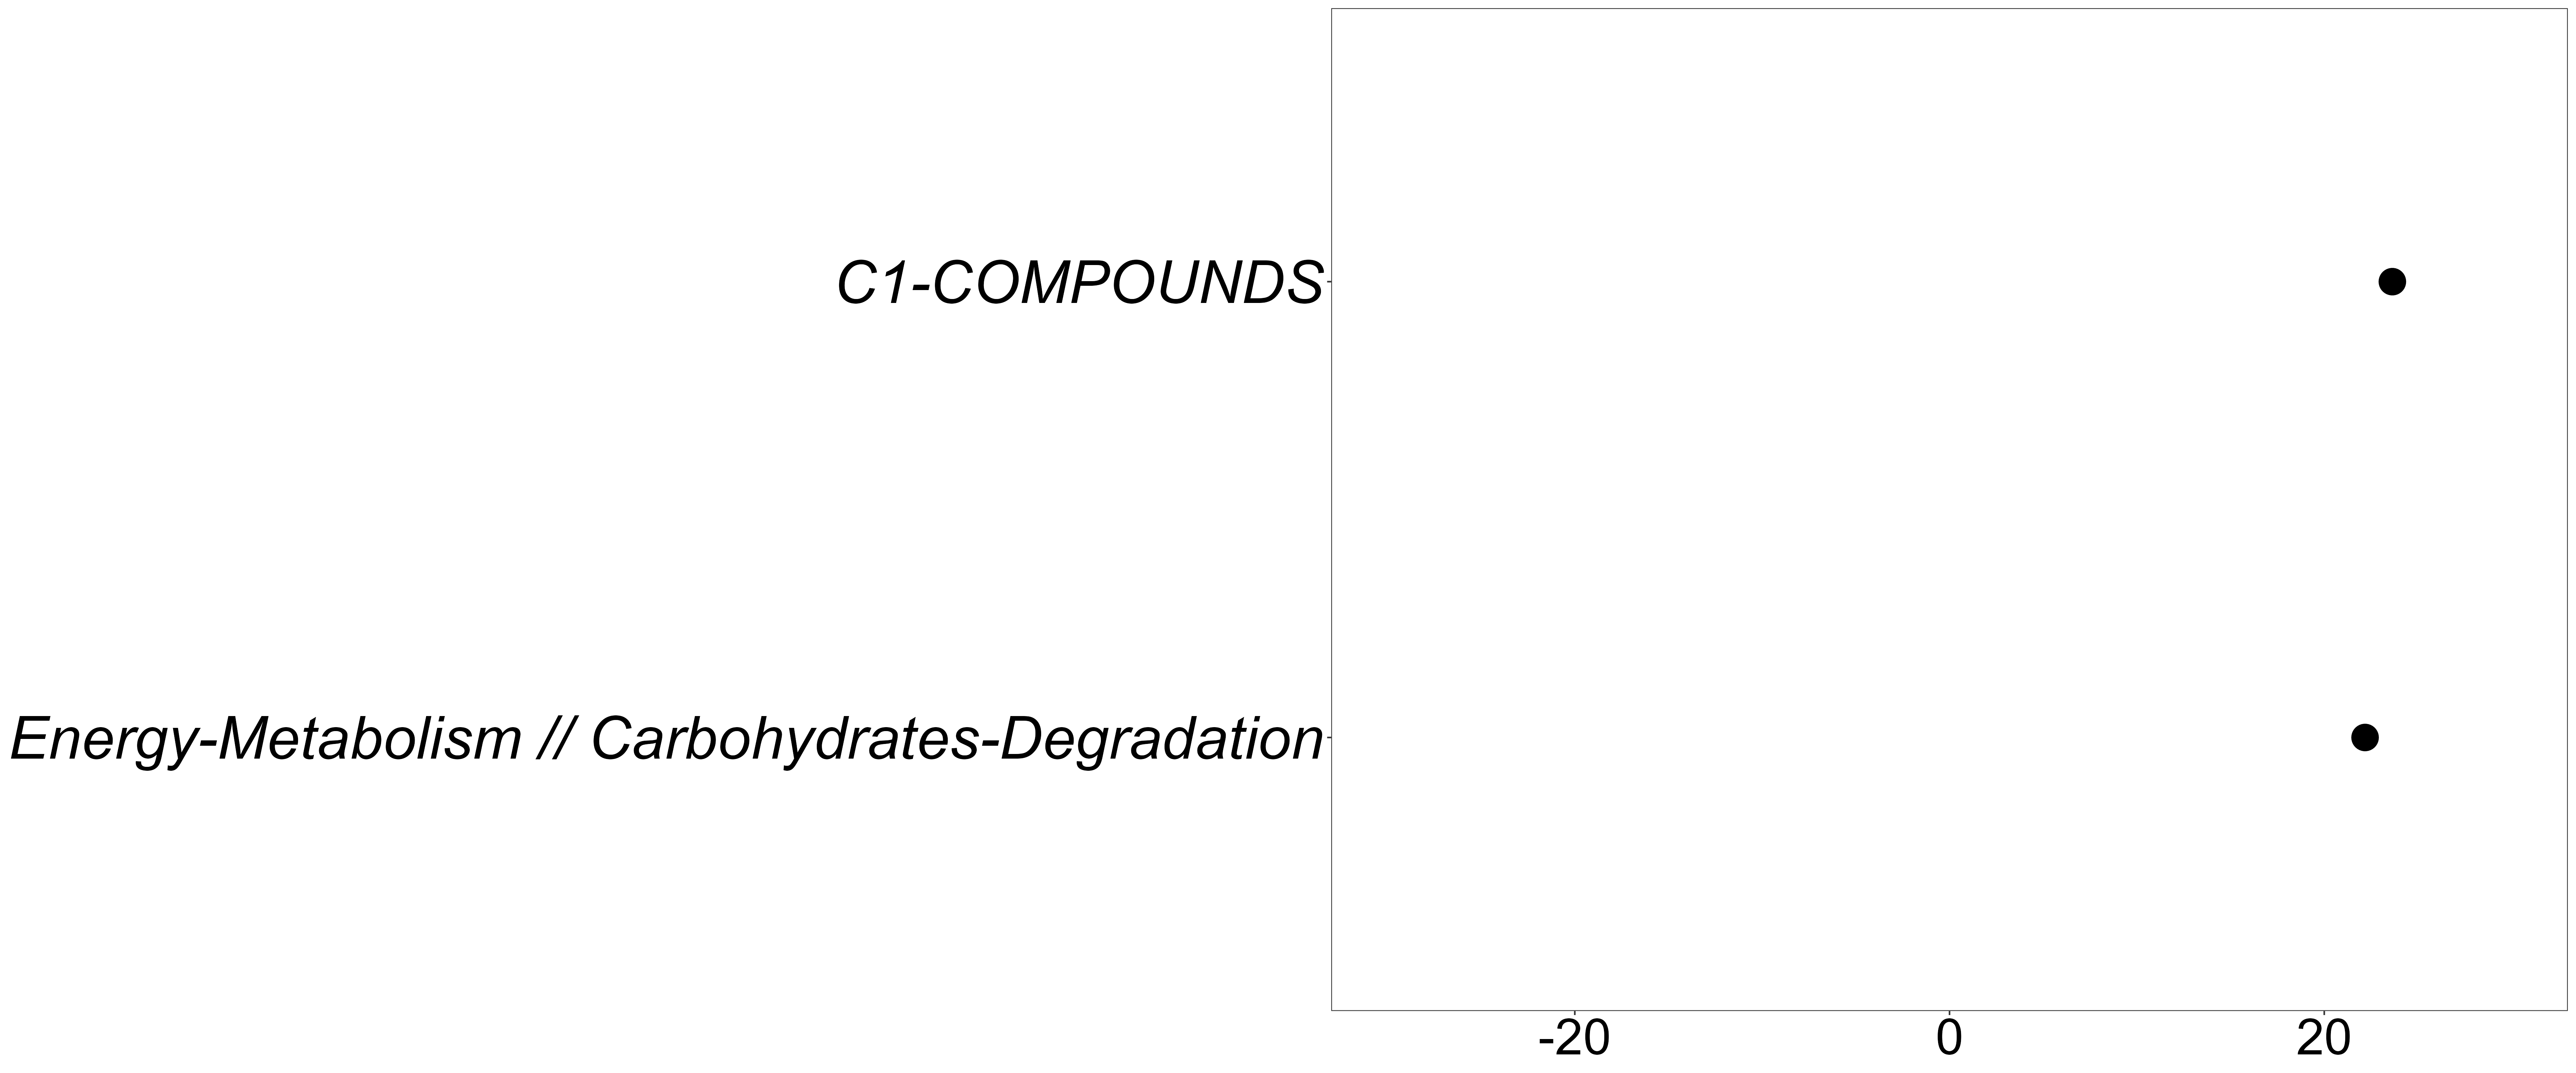 C1-COMPOUNDS
Energy-Metabolism // Carbohydrates-Degradation
-20 0 20